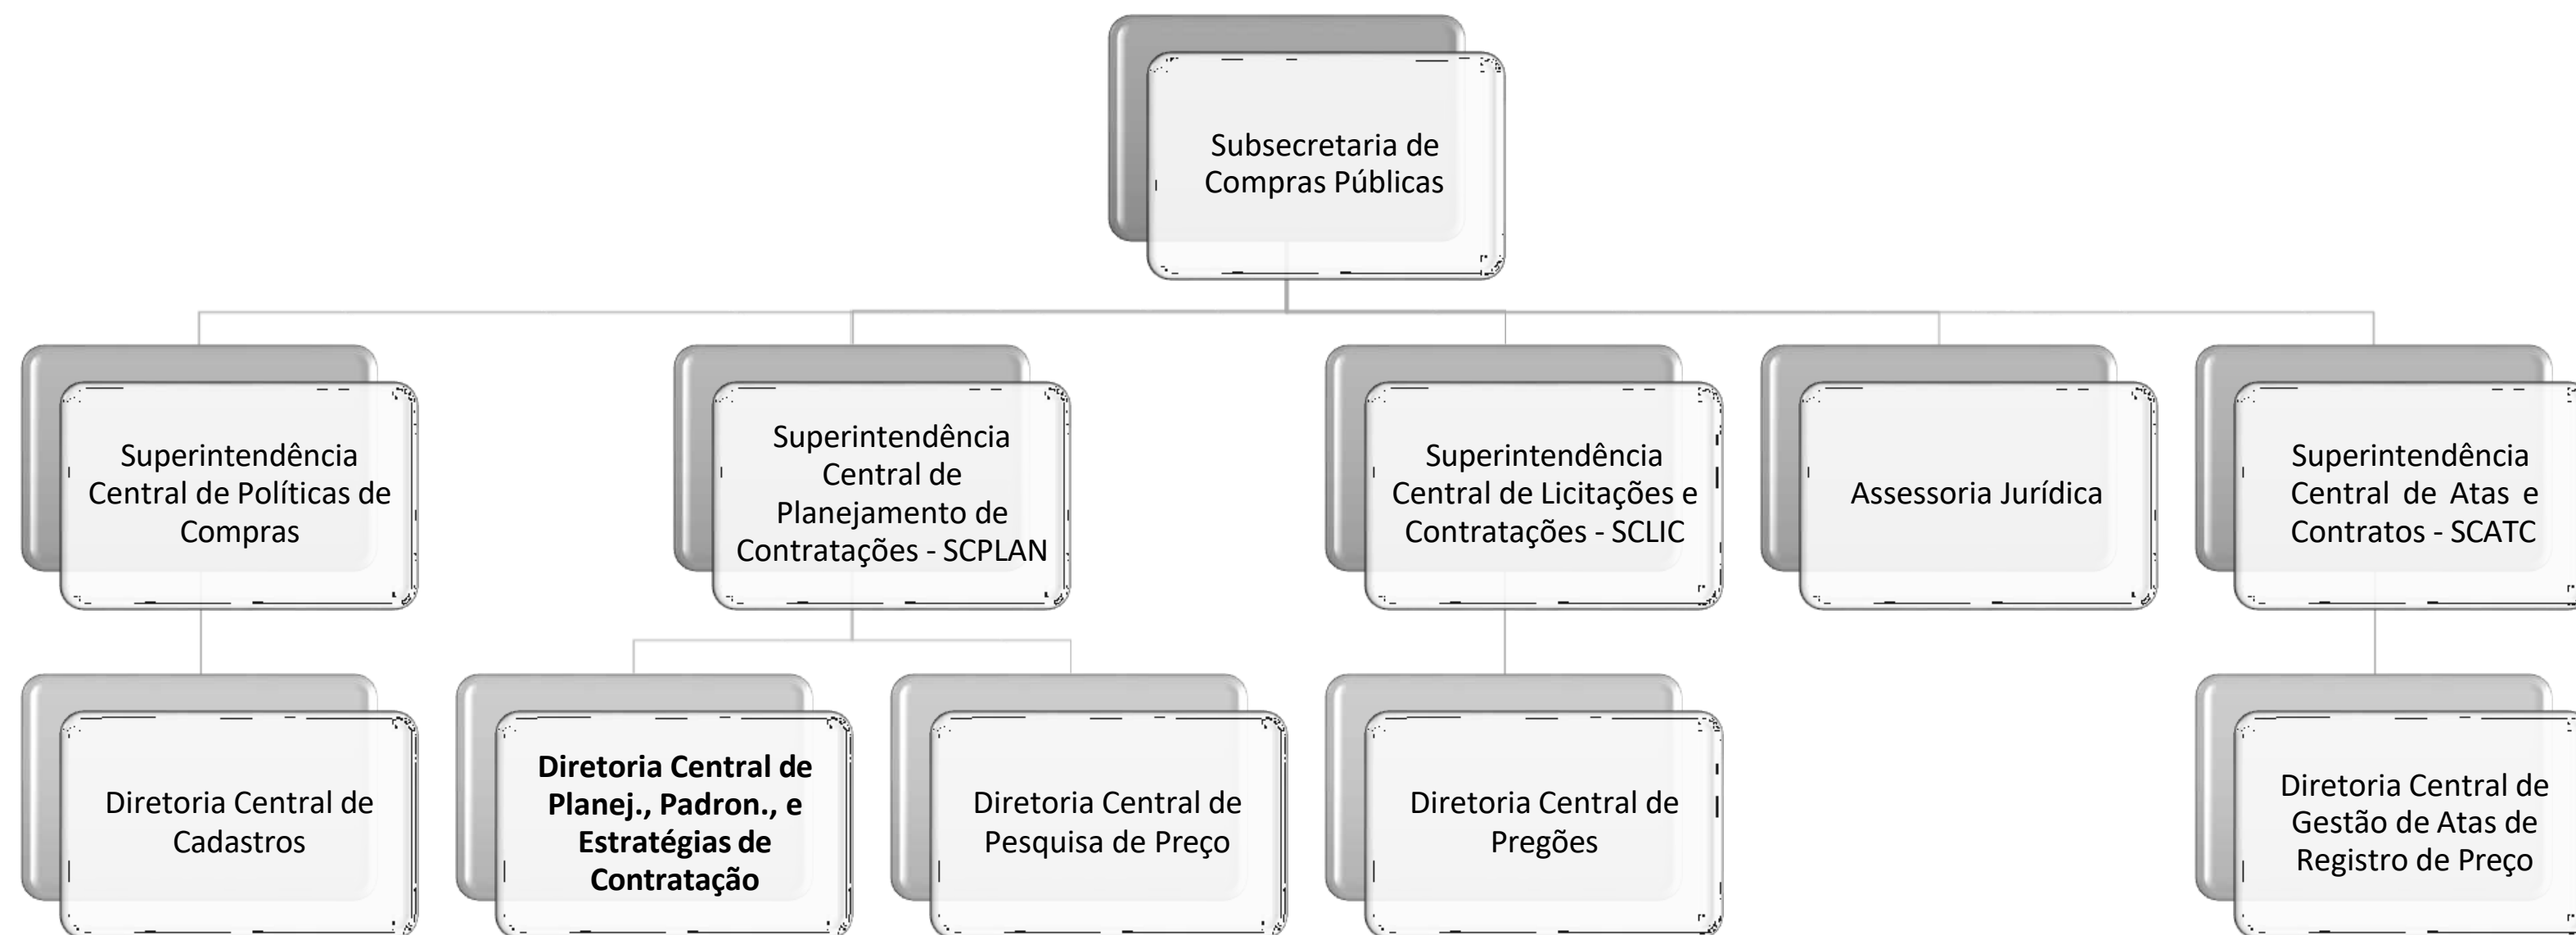 Subsecretaria de
Compras Públicas
Superintendência
Central de Políticas de
Compras
Superintendência
Central de
Planejamento de
Contratações - SCPLAN
Superintendência
Central de Licitações e
Contratações - SCLIC
Assessoria Jurídica
Superintendência
Central de Atas e
Contratos - SCATC
Diretoria Central de
Cadastros
Diretoria Central de
Planej., Padron., e
Estratégias de
Contratação
Diretoria Central de
Pesquisa de Preço
Diretoria Central de
Pregões
Diretoria Central de
Gestão de Atas de
Registro de Preço